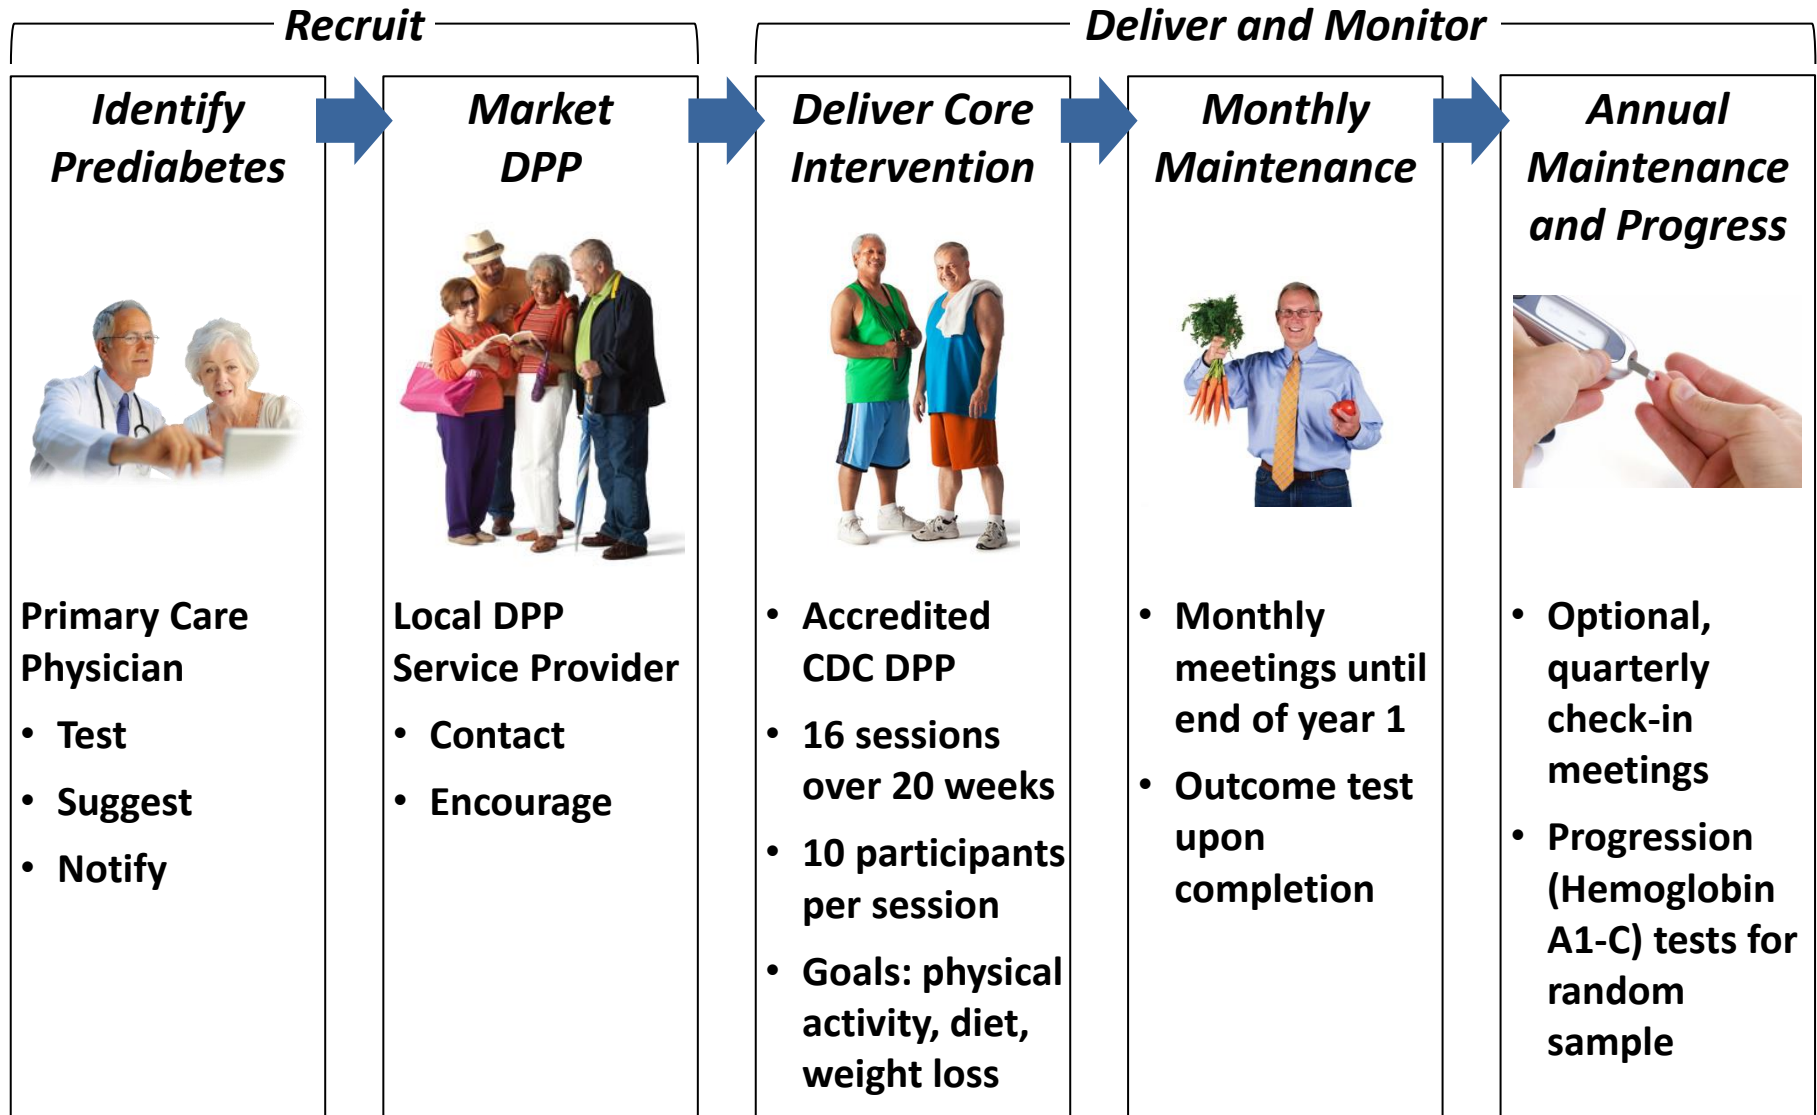 Recruit
Deliver and Monitor
Identify
Prediabetes
Market
DPP
Deliver Core
Intervention
Monthly
Maintenance
Annual
Maintenance
and Progress
Primary Care
Physician
• Test
• Suggest
• Notify
Local DPP
Service Provider
• Contact
• Encourage
• Accredited
CDC DPP
• 16 sessions
over 20 weeks
• 10 participants
per session
• Goals: physical
activity, diet,
weight loss
• Monthly
meetings until
end of year 1
• Outcome test
upon
completion
• Optional,
quarterly
check-in
meetings
• Progression
(Hemoglobin
A1-C) tests for
random
sample